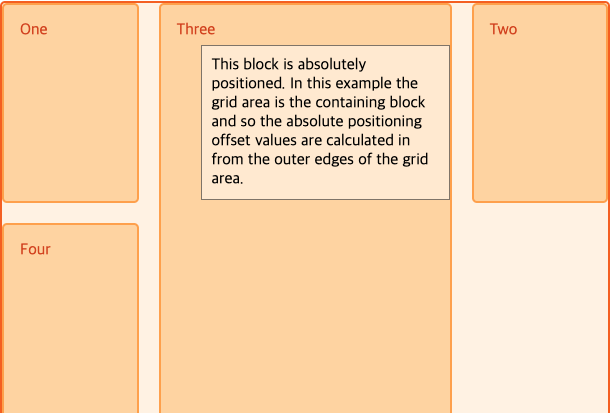 One
Three
Two
This block is absolutely
positioned. In this example the
grid area is the containing block
and so the absolute positioning
offset values are calculated in
from the outer edges of the grid
area.
Four